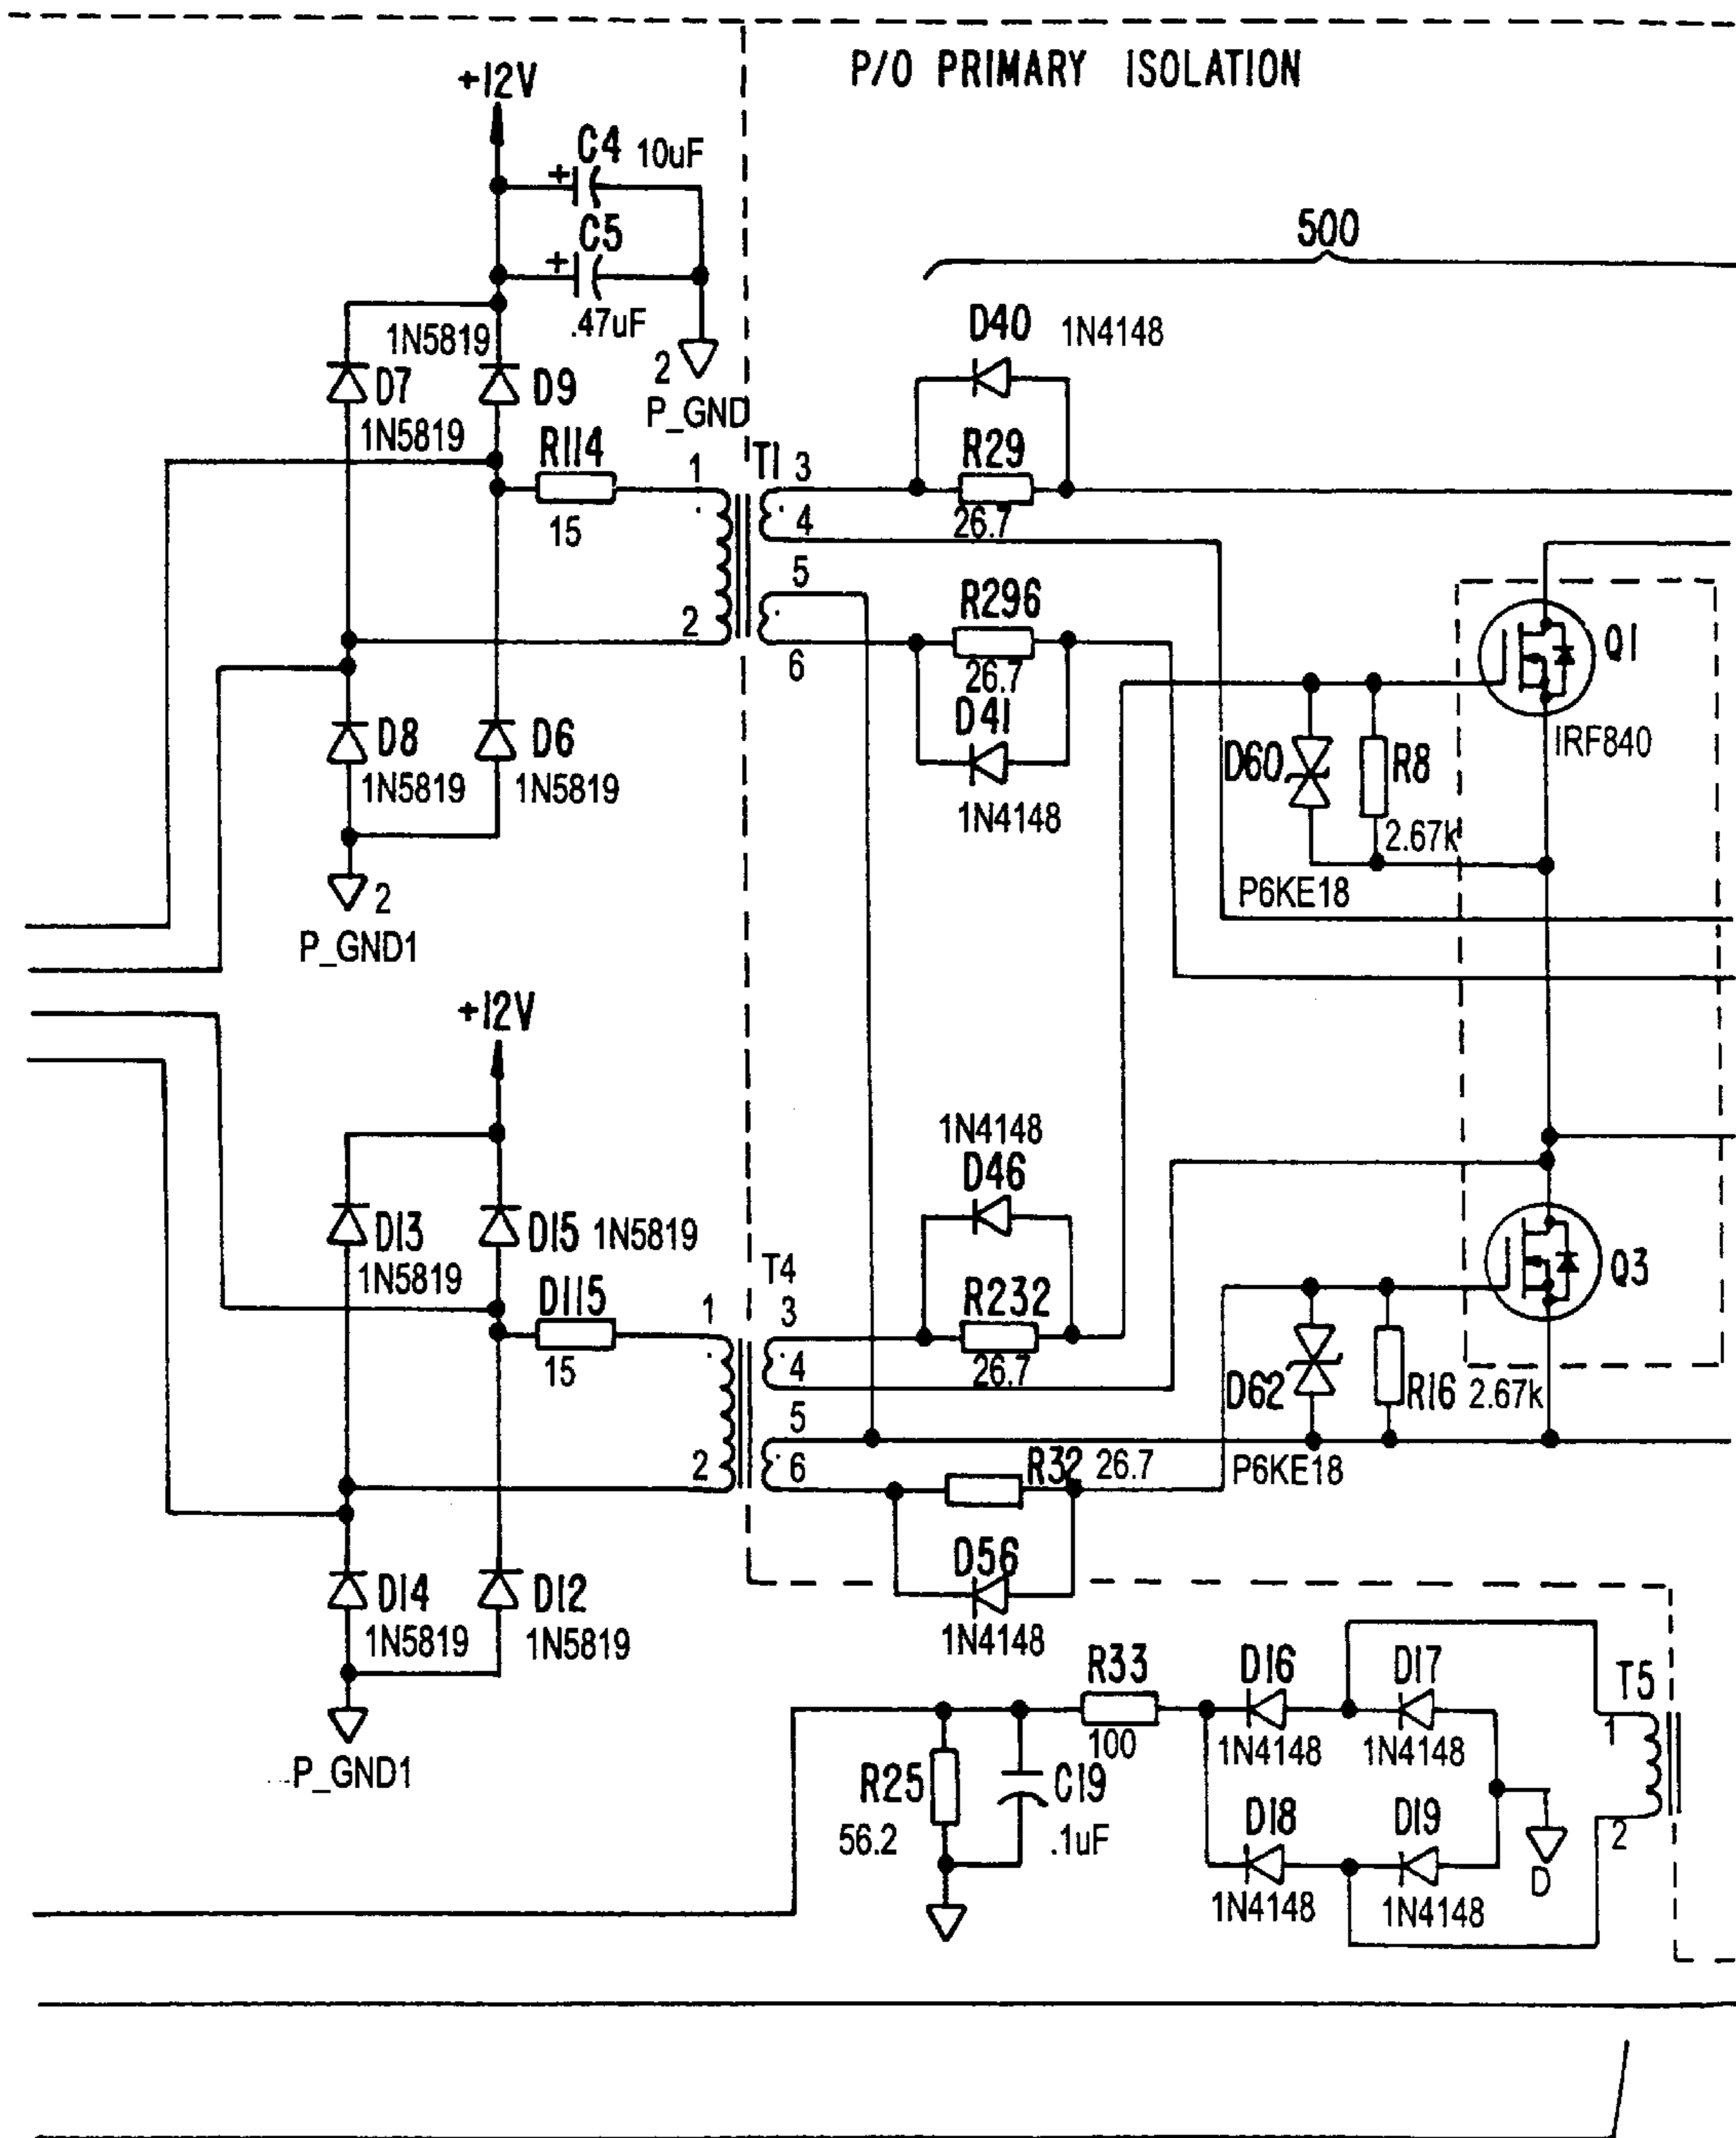 P/O PRIMARY ISOLATION
+12V
C4 10uF
+
C5
+
.47uF
500
1N5819
D7
1N5819
D9
2
P_GND
D40 1N4148
R114
15
1
2
T1
3
4
5
6
R29
26.7
R296
26.7
D41
1N4148
Q1
IRF840
D60
R8
2.67k
P6KE18
D8
1N5819
D6
1N5819
2
P_GND1
+12V
1N4148
D46
D13
1N5819
D15 1N5819
D115
15
1
2
T4
3
4
5
6
R232
26.7
Q3
D62
R16 2.67k
P6KE18
R32 26.7
D56
1N4148
D14
1N5819
D12
1N5819
P_GND1
R33
100
D16
1N4148
D17
1N4148
T5
1
2
R25
56.2
C19
.1uF
D18
1N4148
D19
1N4148
D